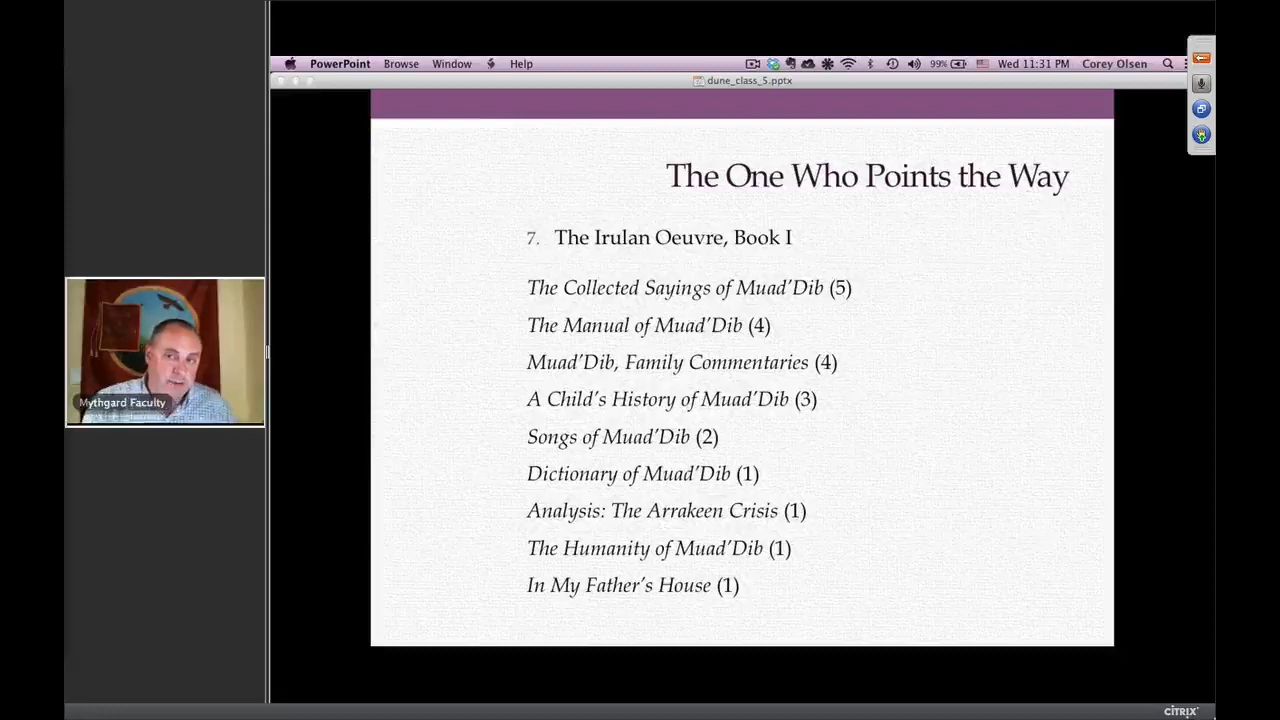 PowerPoint Browse Window Help 99% Wed 11:31 PM Corey Olsen
dune_class_5.pptx
The One Who Points the Way
7. The Irulan Oeuvre, Book I
The Collected Sayings of Muad'Dib (5)
The Manual of Muad'Dib (4)
Muad'Dib, Family Commentaries (4)
A Child's History of Muad'Dib (3)
Songs of Muad'Dib (2)
Dictionary of Muad'Dib (1)
Analysis: The Arrakeen Crisis (1)
The Humanity of Muad'Dib (1)
In My Father's House (1)
Mythgard Faculty
CITRIX